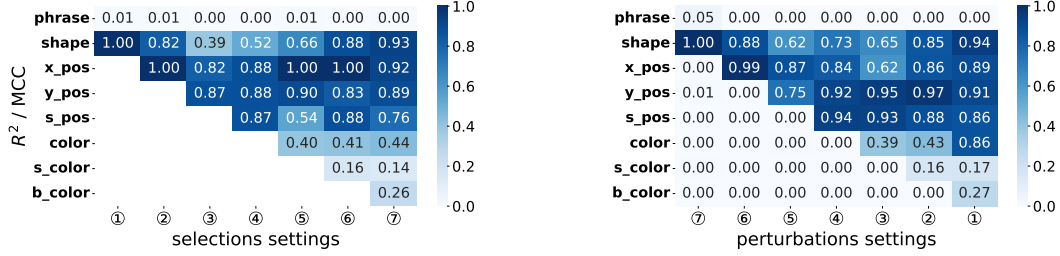 R² / MCC
phrase 0.01 0.01 0.00 0.00 0.01 0.00 0.00
shape 1.00 0.82 0.39 0.52 0.66 0.88 0.93
x_pos 1.00 0.82 0.88 1.00 1.00 0.92
y_pos 0.87 0.88 0.90 0.83 0.89
s_pos 0.87 0.54 0.88 0.76
color 0.40 0.41 0.44
s_color 0.16 0.14
b_color 0.26
① ② ③ ④ ⑤ ⑥ ⑦
selections settings
1.0
0.8
0.6
0.4
0.2
0.0
phrase 0.05 0.00 0.00 0.00 0.00 0.00 0.00
shape 1.00 0.88 0.62 0.73 0.65 0.85 0.94
x_pos 0.00 0.99 0.87 0.84 0.62 0.86 0.89
y_pos 0.01 0.00 0.75 0.92 0.95 0.97 0.91
s_pos 0.00 0.00 0.00 0.94 0.93 0.88 0.86
color 0.00 0.00 0.00 0.00 0.39 0.43 0.86
s_color 0.00 0.00 0.00 0.00 0.00 0.16 0.17
b_color 0.00 0.00 0.00 0.00 0.00 0.00 0.27
⑦ ⑥ ⑤ ④ ③ ② ①
perturbations settings
1.0
0.8
0.6
0.4
0.2
0.0